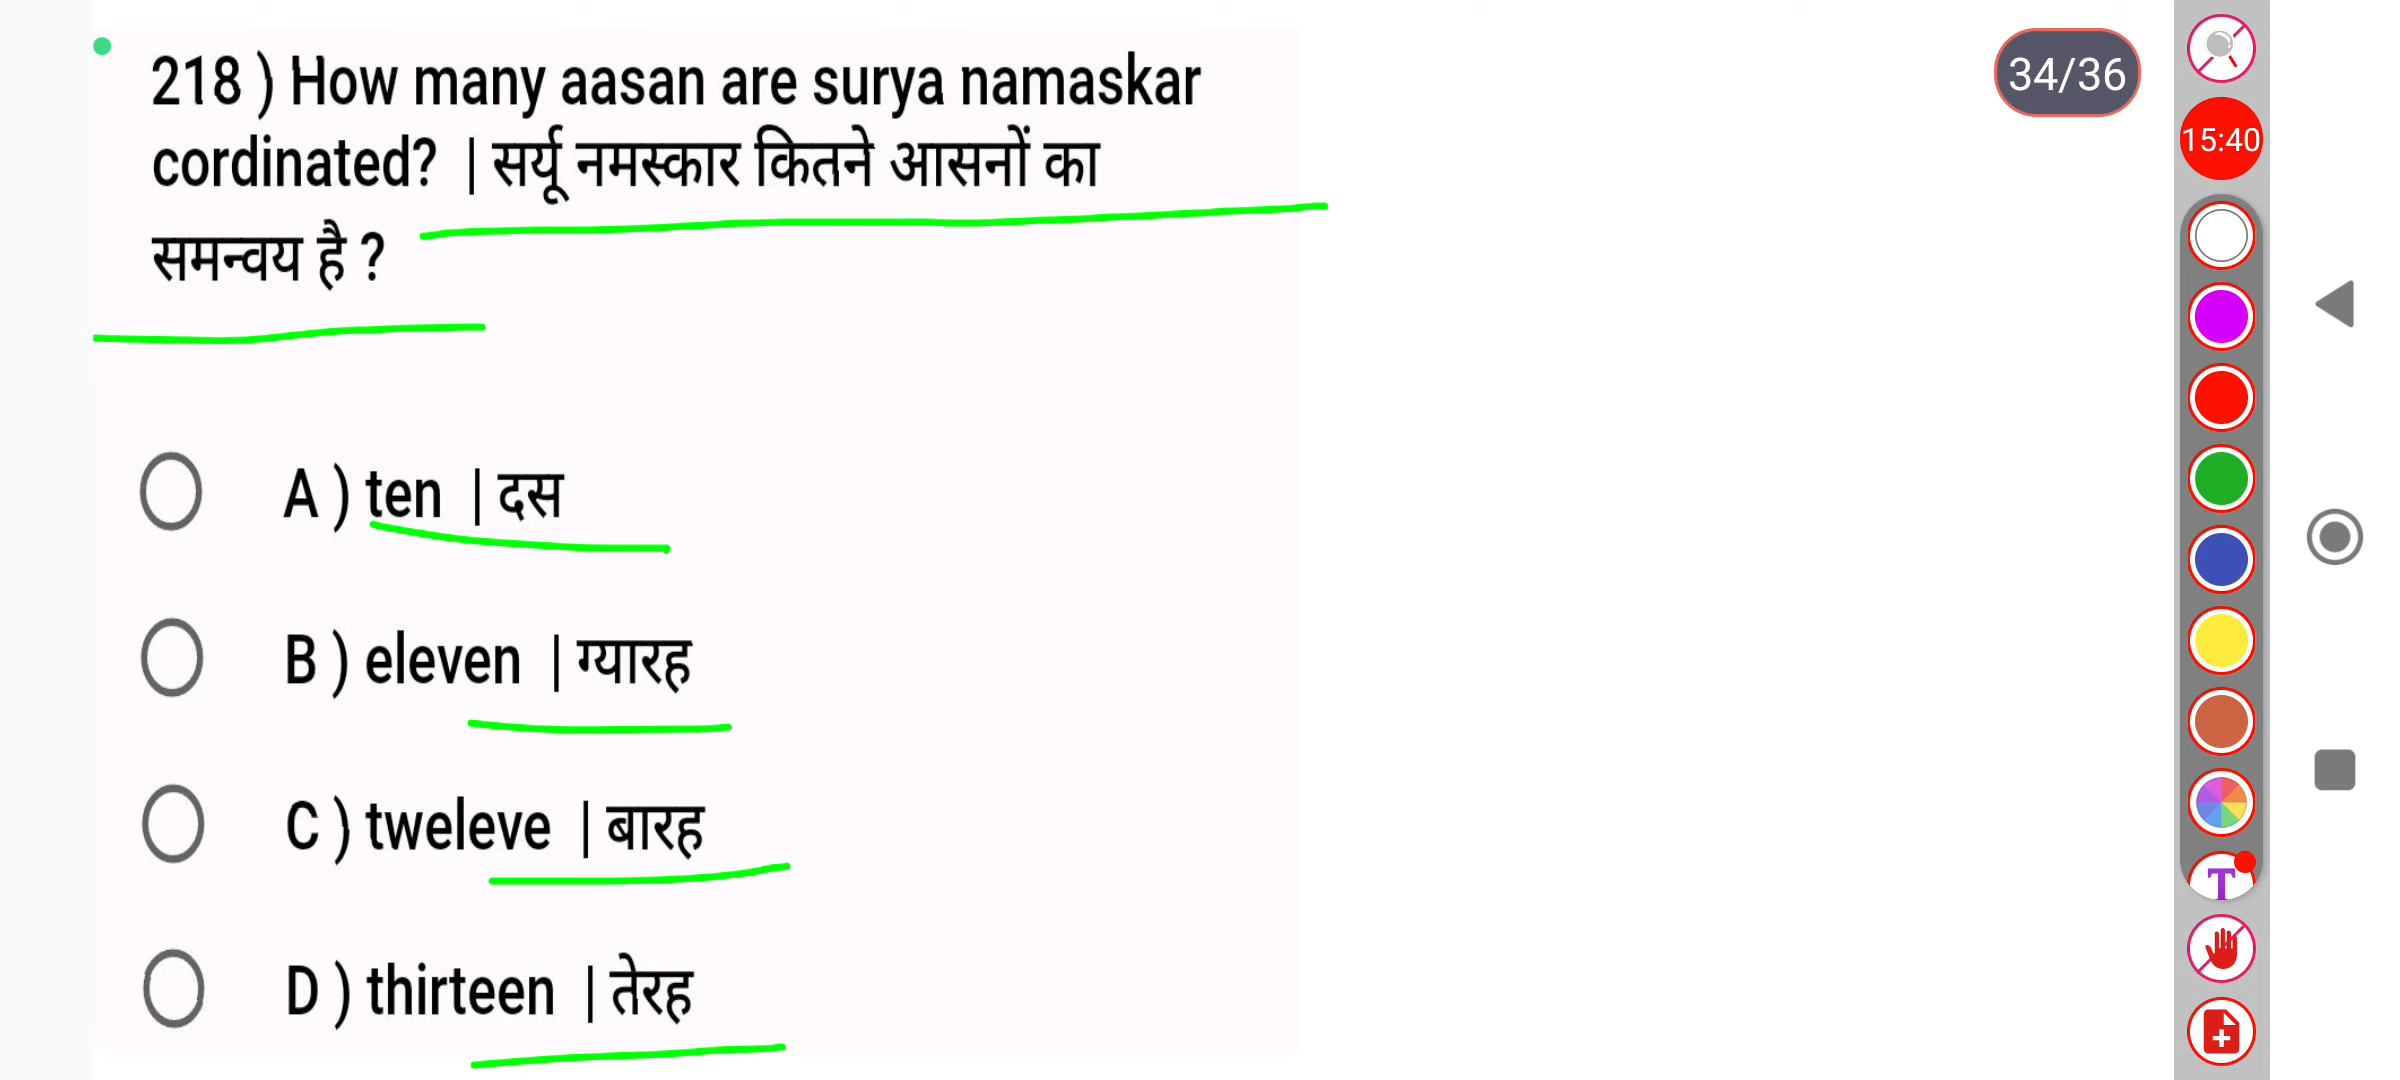 218 ) How many aasan are surya namaskar
cordinated? | सर्यू नमस्कार कितने आसनों का
समन्वय है ?
A ) ten | दस
B ) eleven | ग्यारह
C ) tweleve | बारह
D ) thirteen | तेरह
34/36
15:40
T